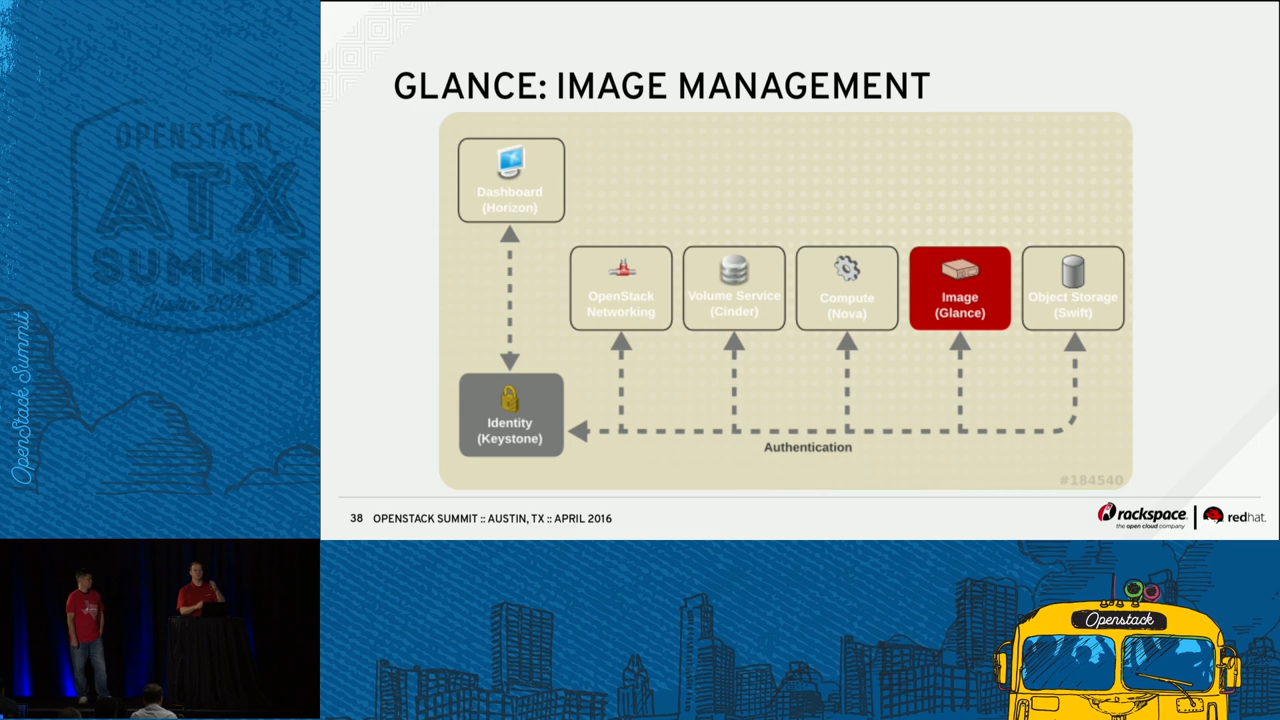 OPENSTACK
ATX
SUMMIT
Austin 2016
OpenStack Summit
GLANCE: IMAGE MANAGEMENT
Dashboard
(Horizon)
OpenStack
Networking
Volume Service
(Cinder)
Compute
(Nova)
Image
(Glance)
Object Storage
(Swift)
Identity
(Keystone)
Authentication
#184540
38 OPENSTACK SUMMIT :: AUSTIN, TX :: APRIL 2016
rackspace.
the open cloud company
redhat.
Openstack